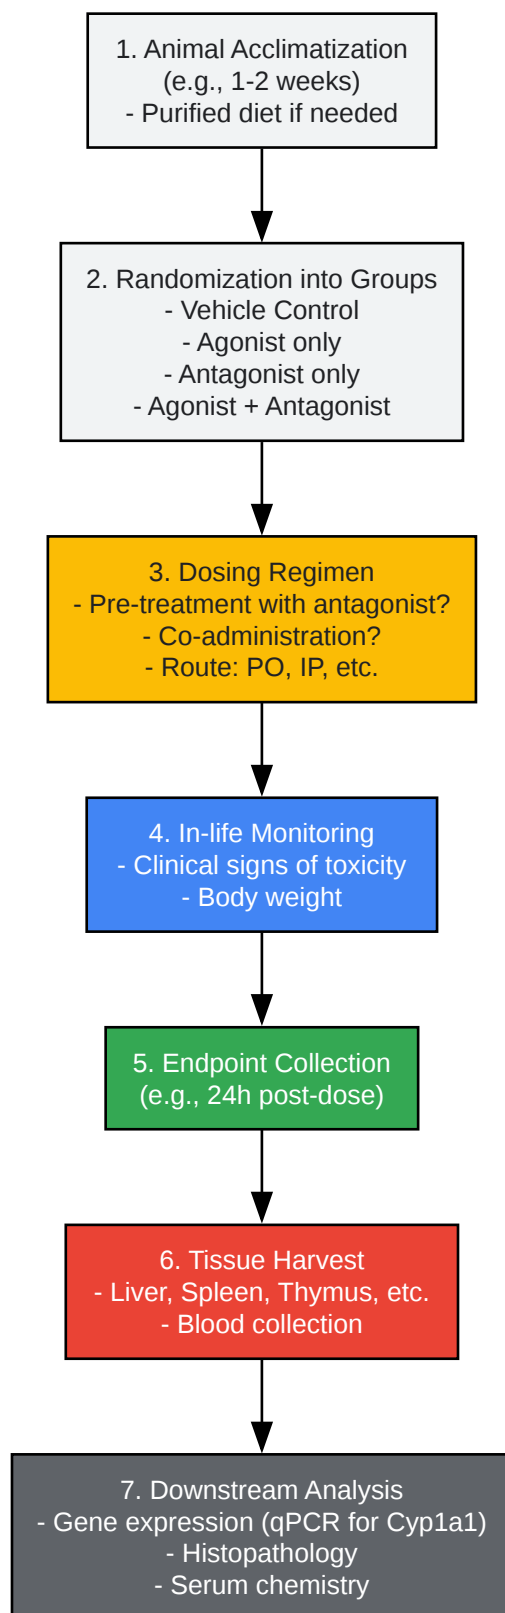 1. Animal Acclimatization
(e.g., 1-2 weeks)
- Purified diet if needed
2. Randomization into Groups
- Vehicle Control
- Agonist only
- Antagonist only
- Agonist + Antagonist
3. Dosing Regimen
- Pre-treatment with antagonist?
- Co-administration?
- Route: PO, IP, etc.
4. In-life Monitoring
- Clinical signs of toxicity
- Body weight
5. Endpoint Collection
(e.g., 24h post-dose)
6. Tissue Harvest
- Liver, Spleen, Thymus, etc.
- Blood collection
7. Downstream Analysis
- Gene expression (qPCR for Cyp1a1)
- Histopathology
- Serum chemistry